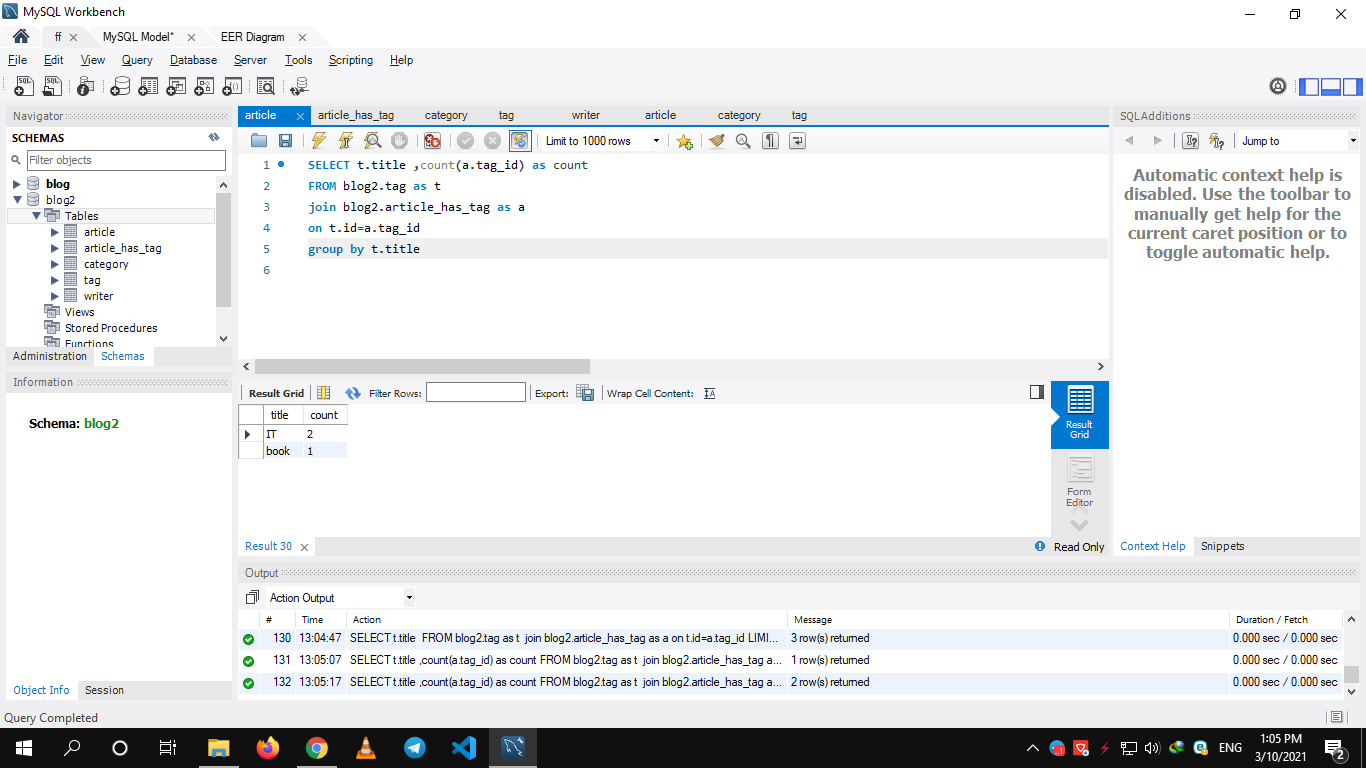 MySQL Workbench
ff MySQL Model* EER Diagram
File Edit View Query Database Server Tools Scripting Help
Navigator
SCHEMAS
Filter objects
blog
blog2
Tables
article
article_has_tag
category
tag
writer
Views
Stored Procedures
Functions
Administration Schemas
Information
Schema: blog2
Object Info Session
article article_has_tag category tag writer article category tag
Limit to 1000 rows
1 SELECT t.title ,count(a.tag_id) as count
2 FROM blog2.tag as t
3 join blog2.article_has_tag as a
4 on t.id=a.tag_id
5 group by t.title
6
Result Grid Filter Rows: Export: Wrap Cell Content:
title count
IT 2
book 1
Result Grid
Form Editor
Result 30 Read Only
SQLAdditions
Jump to
Automatic context help is
disabled. Use the toolbar to
manually get help for the
current caret position or to
toggle automatic help.
Context Help Snippets
Output
Action Output
# Time Action Message Duration / Fetch
130 13:04:47 SELECT t.title FROM blog2.tag as t join blog2.article_has_tag as a on t.id=a.tag_id LIMI... 3 row(s) returned 0.000 sec / 0.000 sec
131 13:05:07 SELECT t.title ,count(a.tag_id) as count FROM blog2.tag as t join blog2.article_has_tag a... 1 row(s) returned 0.000 sec / 0.000 sec
132 13:05:17 SELECT t.title ,count(a.tag_id) as count FROM blog2.tag as t join blog2.article_has_tag a... 2 row(s) returned 0.000 sec / 0.000 sec
Query Completed
ENG
1:05 PM
3/10/2021
2